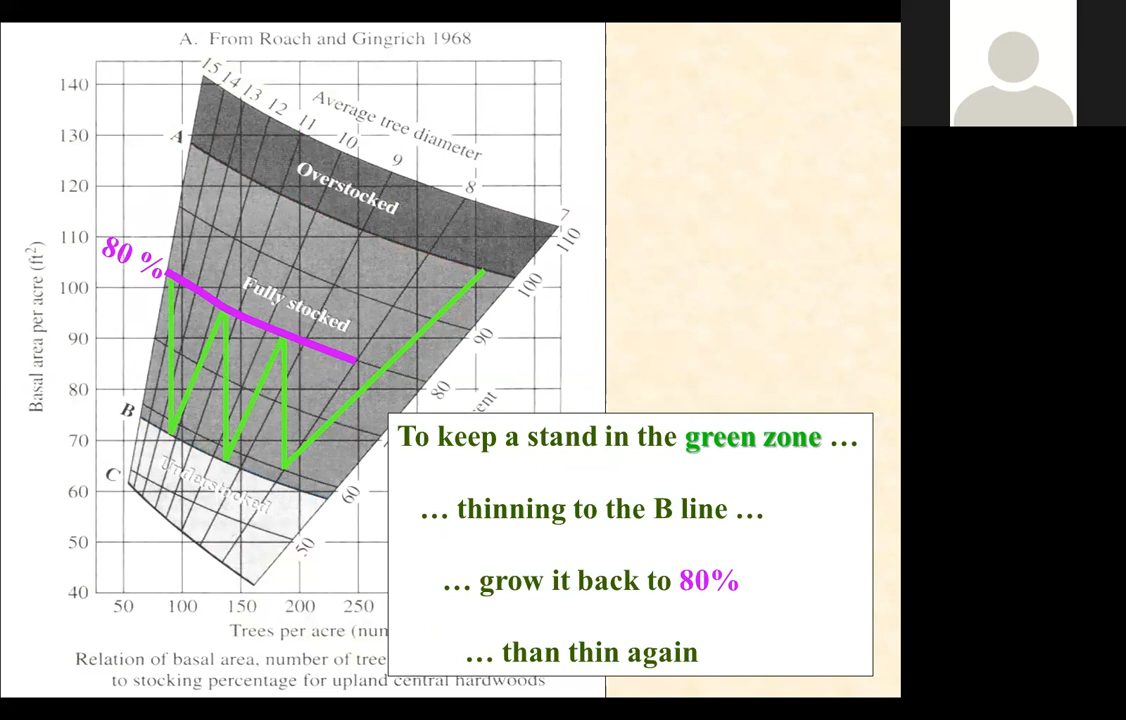 A. From Roach and Gingrich 1968
140
130
120
110
100
90
80
70
60
50
40
Basal area per acre (ft²)
15 14 13 12 11 10 9 8 7
Average tree diameter
A
Overstocked
110
100
80 %
Fully stocked
90
80
B
C
Understocked
60
50
50 100 150 200 250
Trees per acre
Relation of basal area, number of tree
to stocking percentage for upland central hardwoods
To keep a stand in the green zone …
… thinning to the B line …
… grow it back to 80%
… than thin again